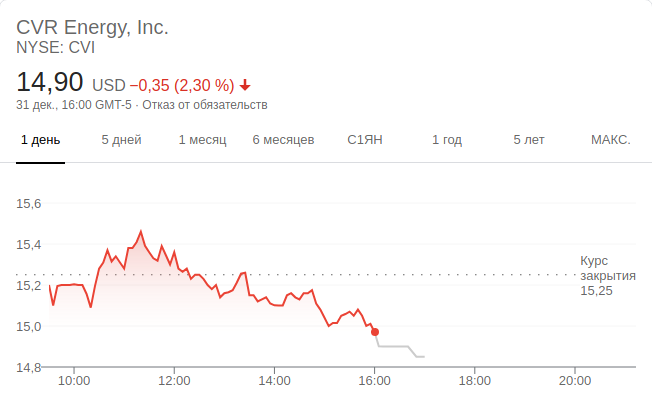 CVR Energy, Inc.
NYSE: CVI
14,90 USD −0,35 (2,30 %)
31 дек., 16:00 GMT-5 · Отказ от обязательств
1 день 5 дней 1 месяц 6 месяцев С1ЯН 1 год 5 лет МАКС.
15,6
15,4
Курс
закрытия
15,25
15,2
15,0
14,8
10:00 12:00 14:00 16:00 18:00 20:00